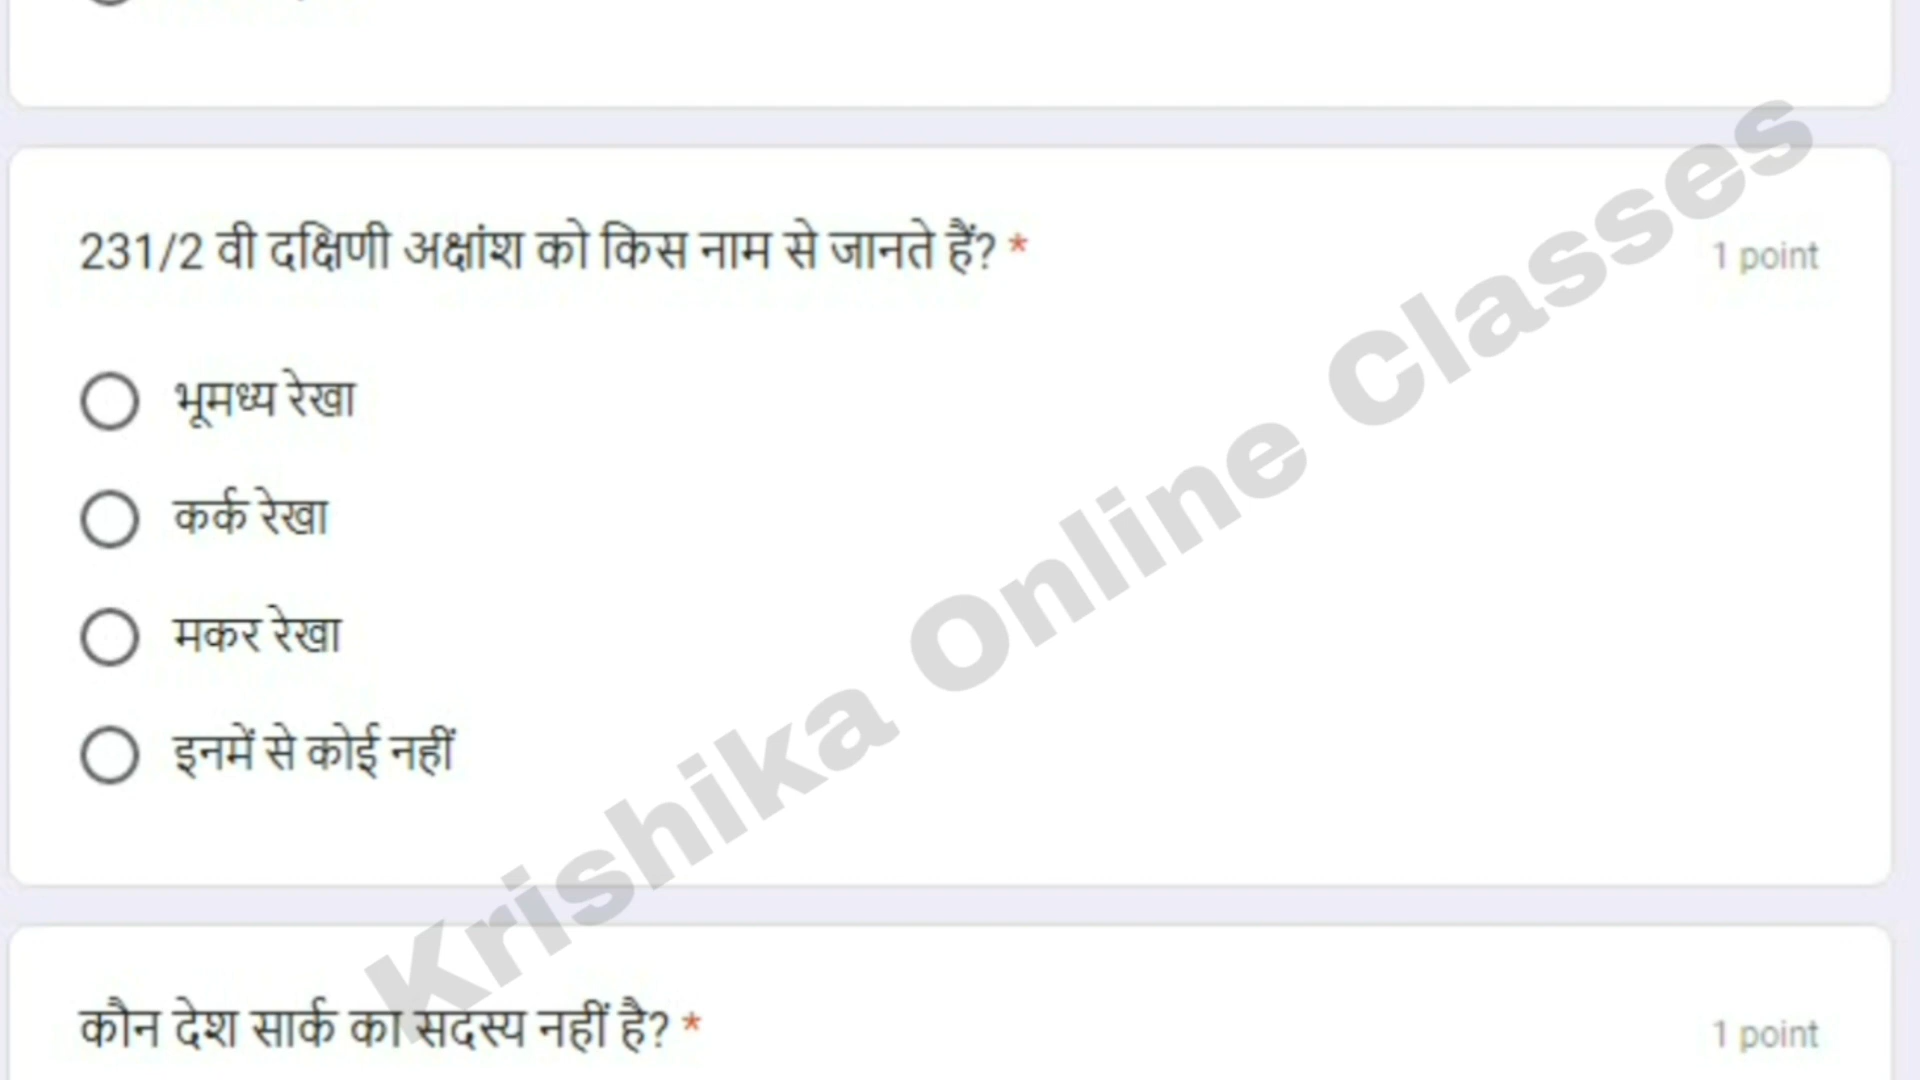 231/2 वी दक्षिणी अक्षांश को किस नाम से जानते हैं? *
1 point
भूमध्य रेखा
कर्क रेखा
मकर रेखा
इनमें से कोई नहीं
Krishika Online Classes
कौन देश सार्क का सदस्य नहीं है? *
1 point